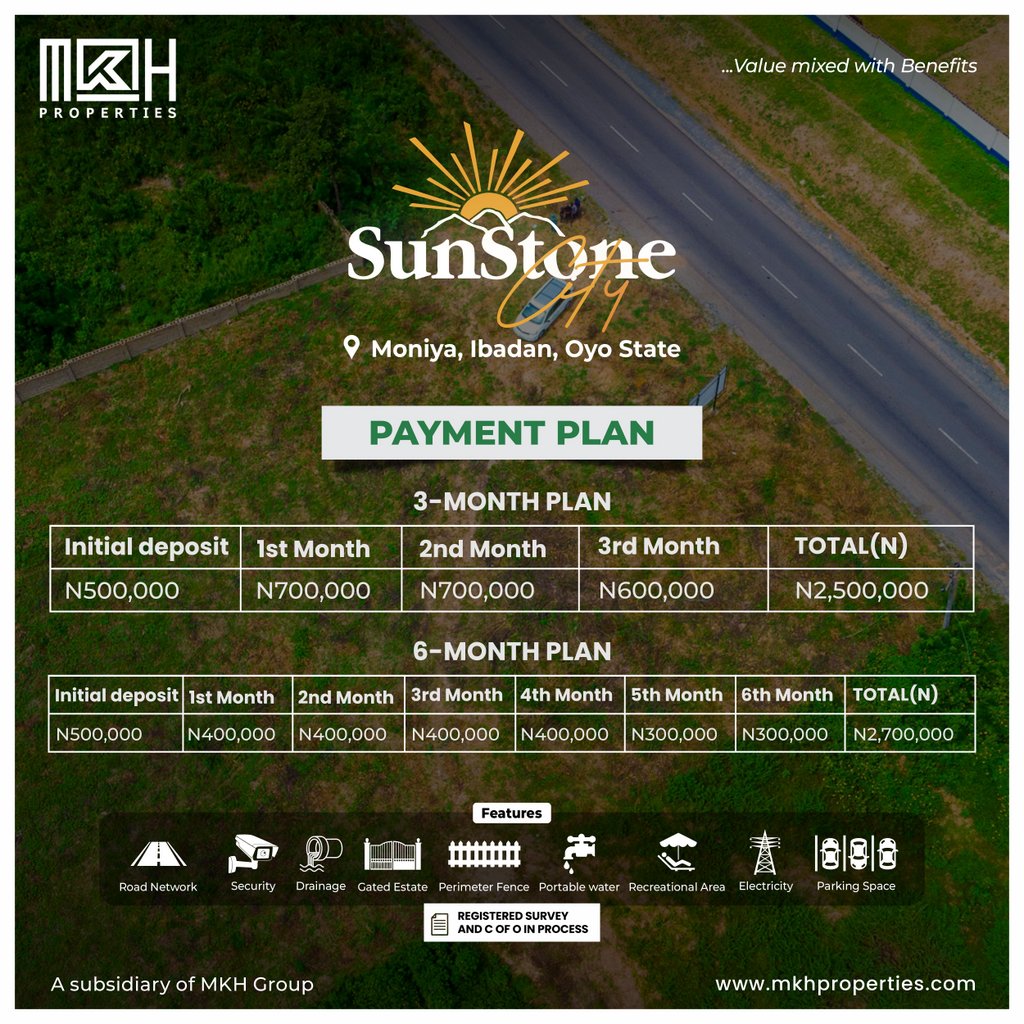 MKH
PROPERTIES
...Value mixed with Benefits
SunStone
City
Moniya, Ibadan, Oyo State
PAYMENT PLAN
3-MONTH PLAN
Initial deposit 1st Month 2nd Month 3rd Month TOTAL(N)
N500,000 N700,000 N700,000 N600,000 N2,500,000
6-MONTH PLAN
Initial deposit 1st Month 2nd Month 3rd Month 4th Month 5th Month 6th Month TOTAL(N)
N500,000 N400,000 N400,000 N400,000 N400,000 N300,000 N300,000 N2,700,000
Features
Road Network Security Drainage Gated Estate Perimeter Fence Portable water Recreational Area Electricity Parking Space
REGISTERED SURVEY
AND C OF O IN PROCESS
A subsidiary of MKH Group
www.mkhproperties.com